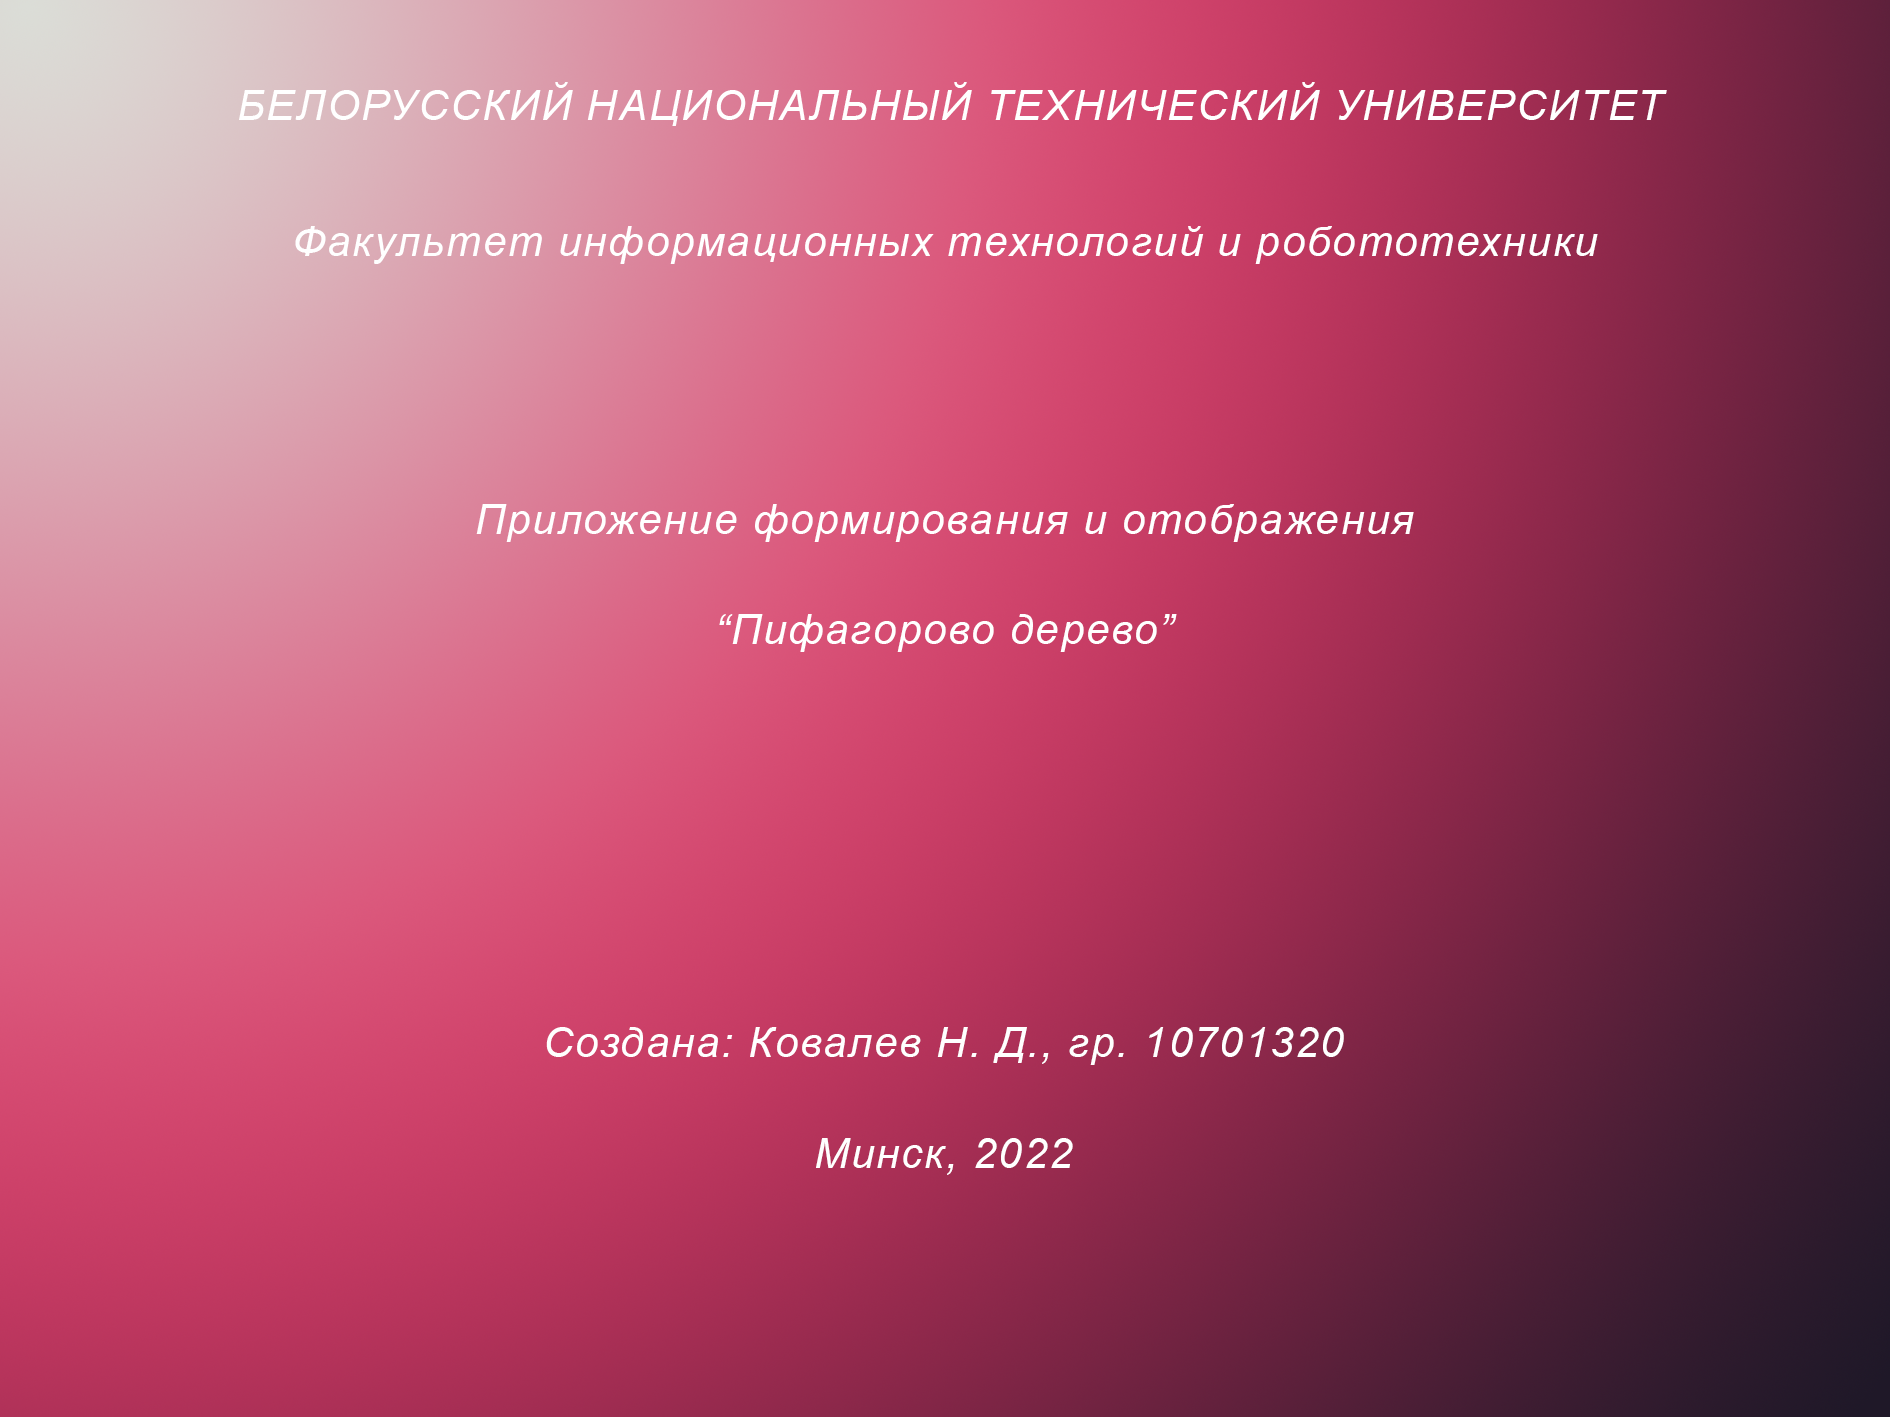 БЕЛОРУССКИЙ НАЦИОНАЛЬНЫЙ ТЕХНИЧЕСКИЙ УНИВЕРСИТЕТ
Факультет информационных технологий и робототехники
Приложение формирования и отображения
“Пифагорово дерево”
Создана: Ковалев Н. Д., гр. 10701320
Минск, 2022